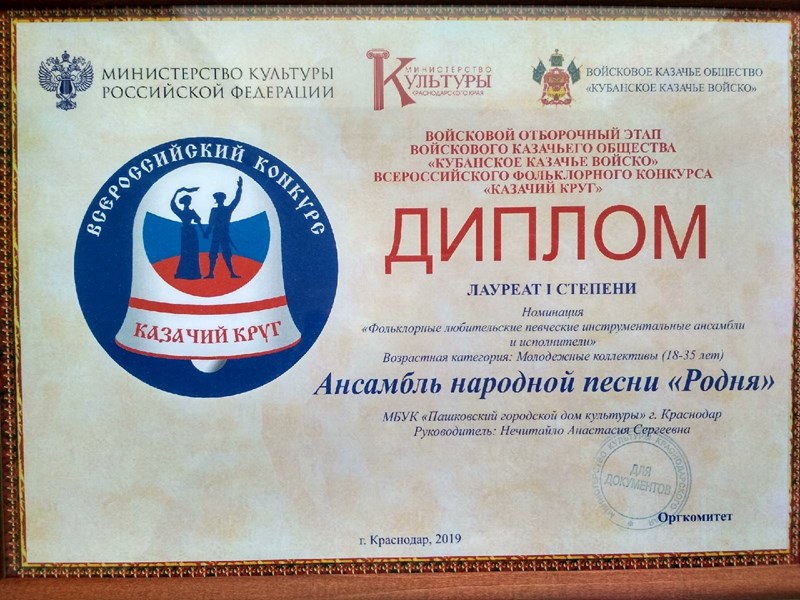 МИНИСТЕРСТВО КУЛЬТУРЫ
РОССИЙСКОЙ ФЕДЕРАЦИИ
МИНИСТЕРСТВО
КУЛЬТУРЫ
КРАСНОДАРСКОГО КРАЯ
ВОЙСКОВОЕ КАЗАЧЬЕ ОБЩЕСТВО
«КУБАНСКОЕ КАЗАЧЬЕ ВОЙСКО»
ВСЕРОССИЙСКИЙ КОНКУРС
КАЗАЧИЙ КРУГ
ВОЙСКОВОЙ ОТБОРОЧНЫЙ ЭТАП
ВОЙСКОВОГО КАЗАЧЬЕГО ОБЩЕСТВА
«КУБАНСКОЕ КАЗАЧЬЕ ВОЙСКО»
ВСЕРОССИЙСКОГО ФОЛЬКЛОРНОГО КОНКУРСА
«КАЗАЧИЙ КРУГ»
ДИПЛОМ
ЛАУРЕАТ I СТЕПЕНИ
Номинация
«Фольклорные любительские певческие инструментальные ансамбли
и исполнители»
Возрастная категория: Молодежные коллективы (18-35 лет)
Ансамбль народной песни «Родня»
МБУК «Пашковский городской дом культуры» г. Краснодар
Руководитель: Нечитайло Анастасия Сергеевна
МИНИСТЕРСТВО КУЛЬТУРЫ КРАСНОДАРСКОГО
ДЛЯ
ДОКУМЕНТОВ
Оргкомитет
г. Краснодар, 2019